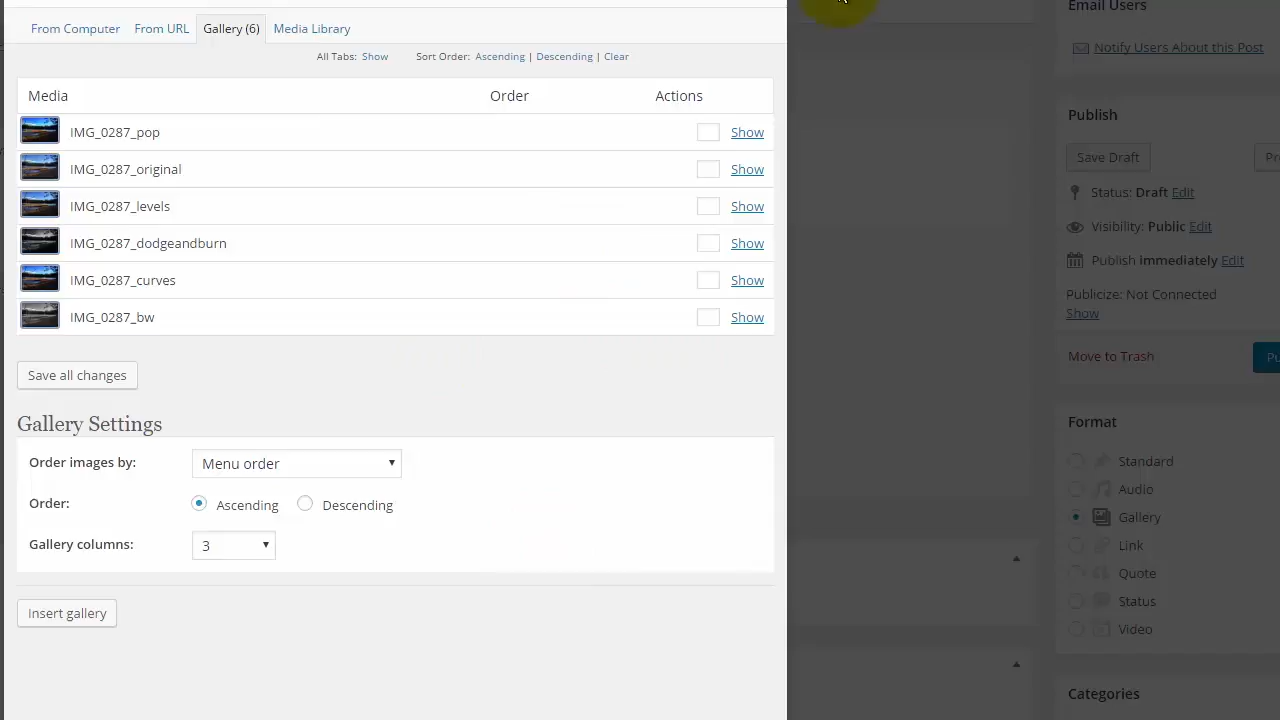 From Computer From URL Gallery (6) Media Library
All Tabs: Show Sort Order: Ascending | Descending | Clear
Media Order Actions
IMG_0287_pop Show
IMG_0287_original Show
IMG_0287_levels Show
IMG_0287_dodgeandburn Show
IMG_0287_curves Show
IMG_0287_bw Show
Save all changes
Gallery Settings
Order images by: Menu order
Order: Ascending Descending
Gallery columns: 3
Insert gallery
Email Users
Notify Users About this Post
Publish
Save Draft
Status: Draft Edit
Visibility: Public Edit
Publish immediately Edit
Publicize: Not Connected
Show
Move to Trash
Format
Standard
Audio
Gallery
Link
Quote
Status
Video
Categories